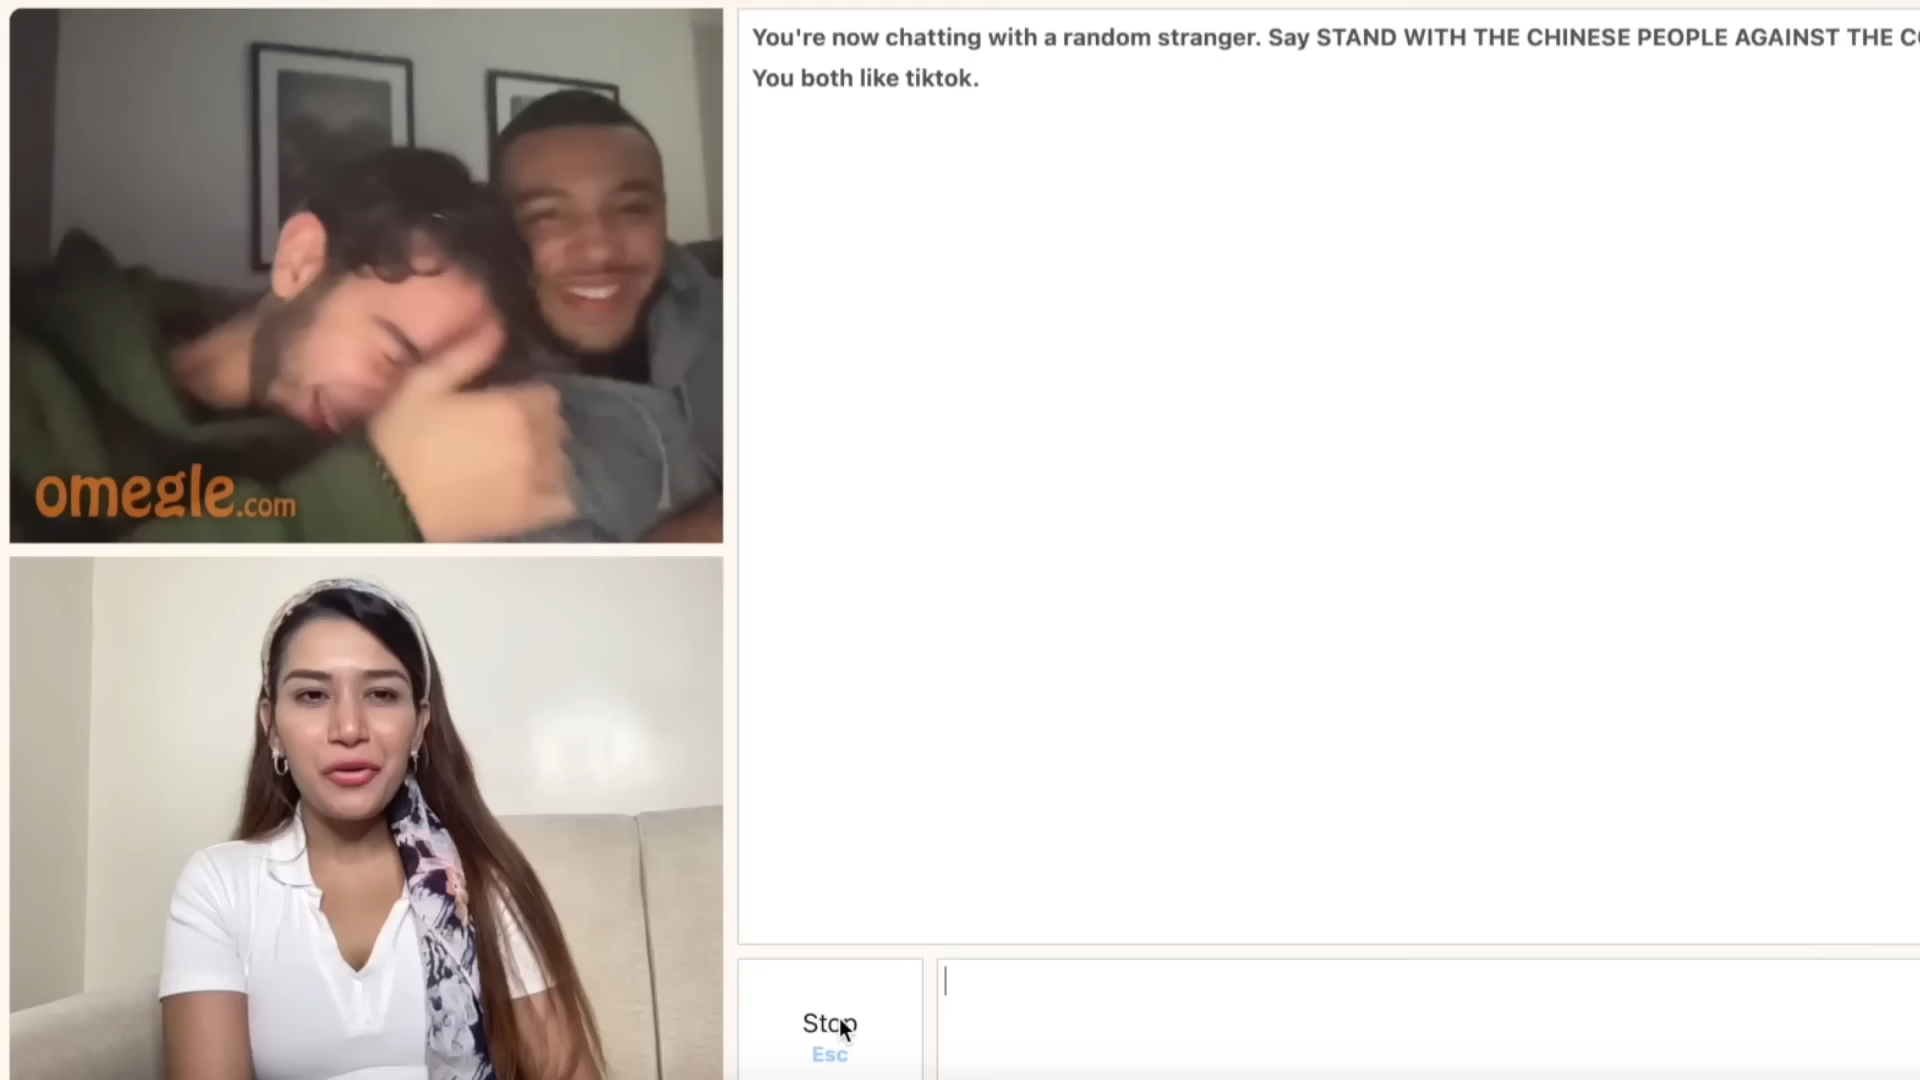 You're now chatting with a random stranger. Say STAND WITH THE CHINESE PEOPLE AGAINST THE
You both like tiktok.
omegle.com
Stop
Esc